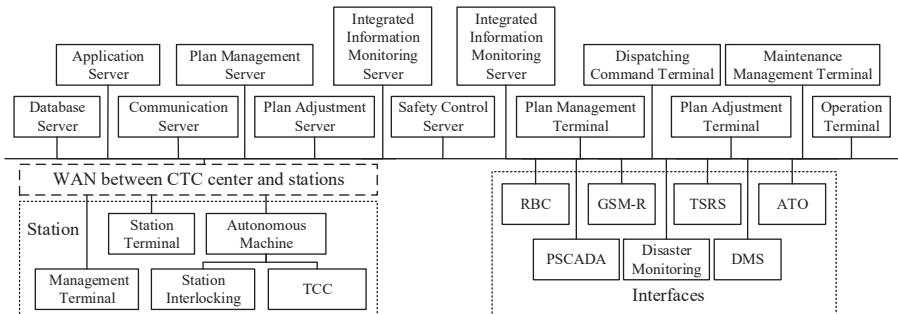 Application
Server
Plan Management
Server
Integrated
Information
Monitoring
Server
Integrated
Information
Monitoring
Server
Dispatching
Command Terminal
Maintenance
Management Terminal
Database
Server
Communication
Server
Plan Adjustment
Server
Safety Control
Server
Plan Management
Terminal
Plan Adjustment
Terminal
Operation
Terminal
WAN between CTC center and stations
Station
Station
Terminal
Autonomous
Machine
Management
Terminal
Station
Interlocking
TCC
RBC
GSM-R
TSRS
ATO
PSCADA
Disaster
Monitoring
DMS
Interfaces